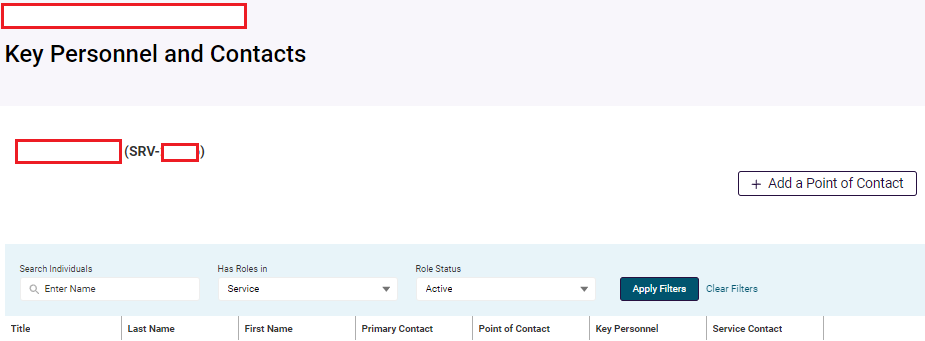 Key Personnel and Contacts
(SRV- )
+ Add a Point of Contact
Search Individuals Has Roles in Role Status
Enter Name Service Active Apply Filters Clear Filters
Title Last Name First Name Primary Contact Point of Contact Key Personnel Service Contact